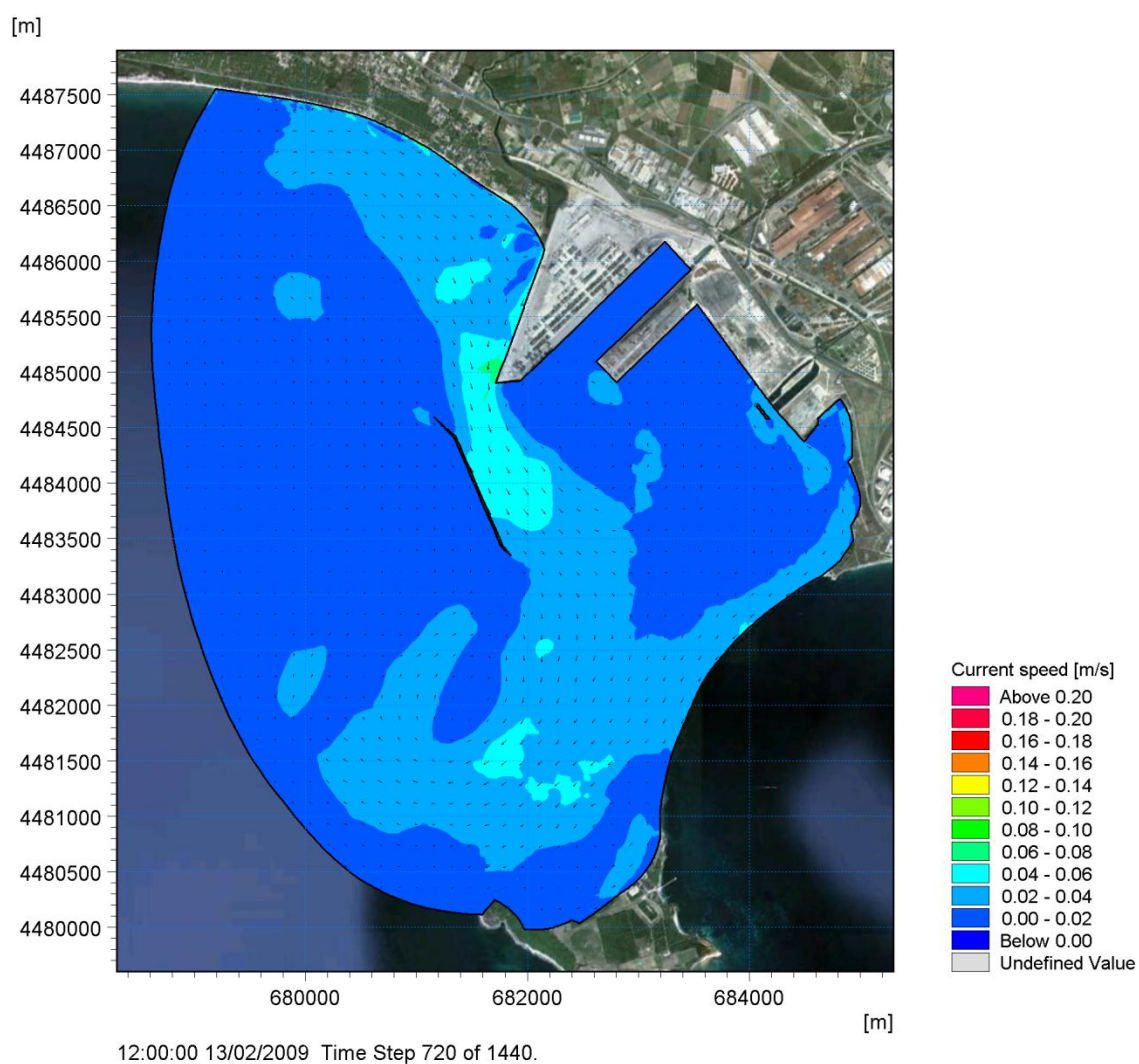 [m]
4487500
4487000
4486500
4486000
4485500
4485000
4484500
4484000
4483500
4483000
4482500
4482000
4481500
4481000
4480500
4480000
680000 682000 684000
[m]
Current speed [m/s]
Above 0.20
0.18 - 0.20
0.16 - 0.18
0.14 - 0.16
0.12 - 0.14
0.10 - 0.12
0.08 - 0.10
0.06 - 0.08
0.04 - 0.06
0.02 - 0.04
0.00 - 0.02
Below 0.00
Undefined Value
12:00:00 13/02/2009 Time Step 720 of 1440.